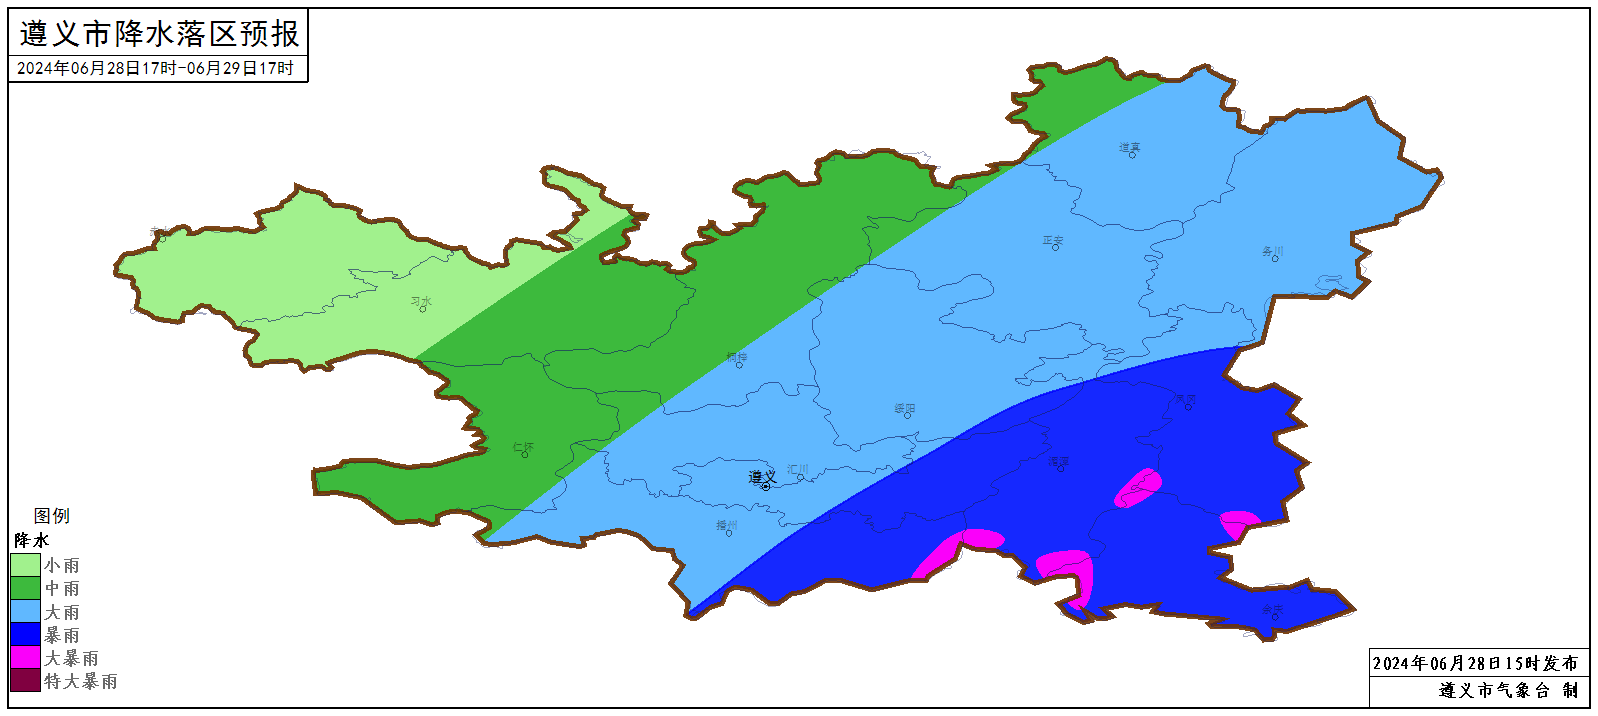 遵义市降水落区预报
2024年06月28日17时-06月29日17时
道真
赤水
正安
务川
习水
桐梓
绥阳
凤冈
仁怀
湄潭
汇川
遵义
播州
余庆
图例
降水
小雨
中雨
大雨
暴雨
大暴雨
特大暴雨
2024年06月28日15时发布
遵义市气象台 制